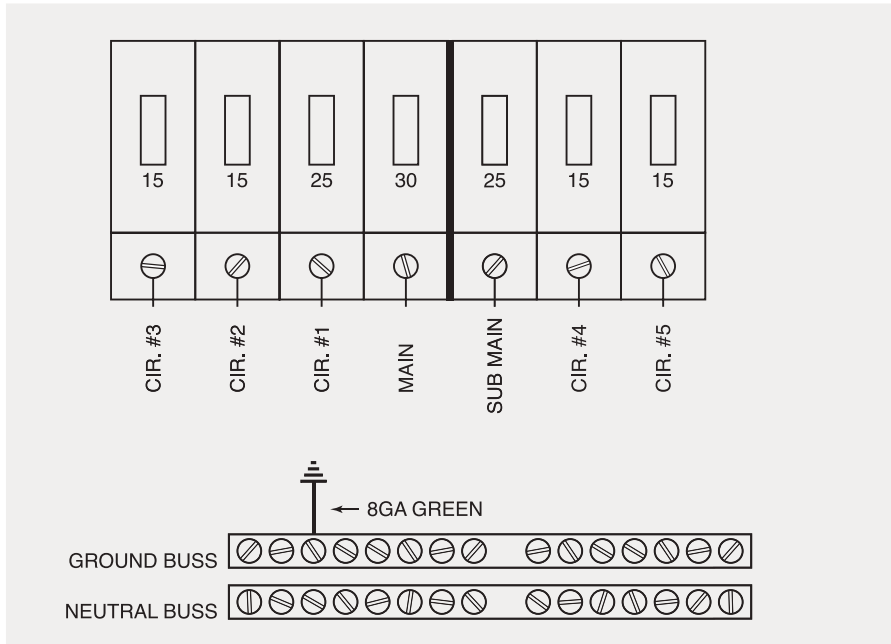 15 15 25 30 25 15 15
CIR. #3
CIR. #2
CIR. #1
MAIN
SUB MAIN
CIR. #4
CIR. #5
8GA GREEN
GROUND BUSS
NEUTRAL BUSS